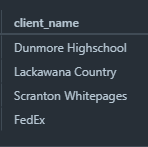 client_name
Dunmore Highschool
Lackawana Country
Scranton Whitepages
FedEx